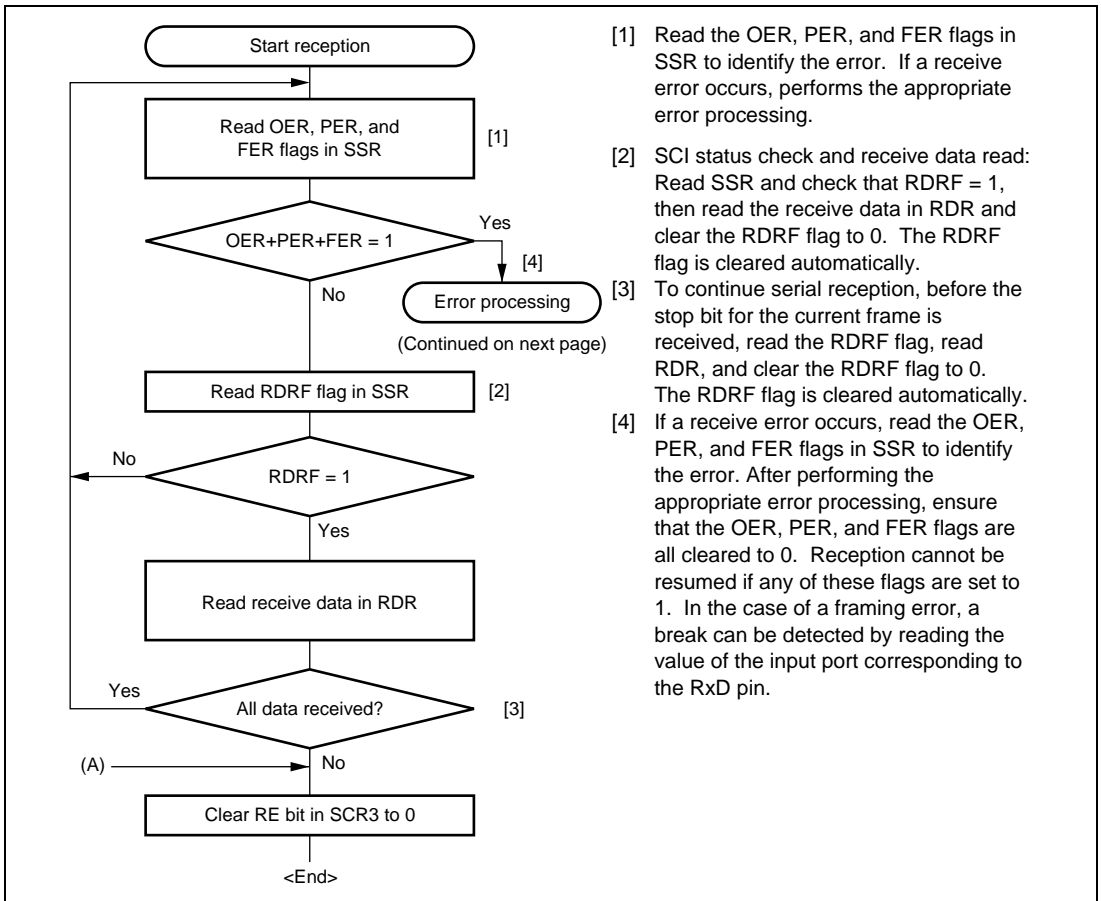 Start reception
Read OER, PER, and
FER flags in SSR
[1]
OER+PER+FER = 1
Yes
[4]
No
Error processing
(Continued on next page)
Read RDRF flag in SSR
[2]
No
RDRF = 1
Yes
Read receive data in RDR
Yes
All data received?
[3]
(A)
No
Clear RE bit in SCR3 to 0
<End>
[1] Read the OER, PER, and FER flags in
SSR to identify the error. If a receive
error occurs, performs the appropriate
error processing.
[2] SCI status check and receive data read:
Read SSR and check that RDRF = 1,
then read the receive data in RDR and
clear the RDRF flag to 0. The RDRF
flag is cleared automatically.
[3] To continue serial reception, before the
stop bit for the current frame is
received, read the RDRF flag, read
RDR, and clear the RDRF flag to 0.
The RDRF flag is cleared automatically.
[4] If a receive error occurs, read the OER,
PER, and FER flags in SSR to identify
the error. After performing the
appropriate error processing, ensure
that the OER, PER, and FER flags are
all cleared to 0. Reception cannot be
resumed if any of these flags are set to
1. In the case of a framing error, a
break can be detected by reading the
value of the input port corresponding to
the RxD pin.